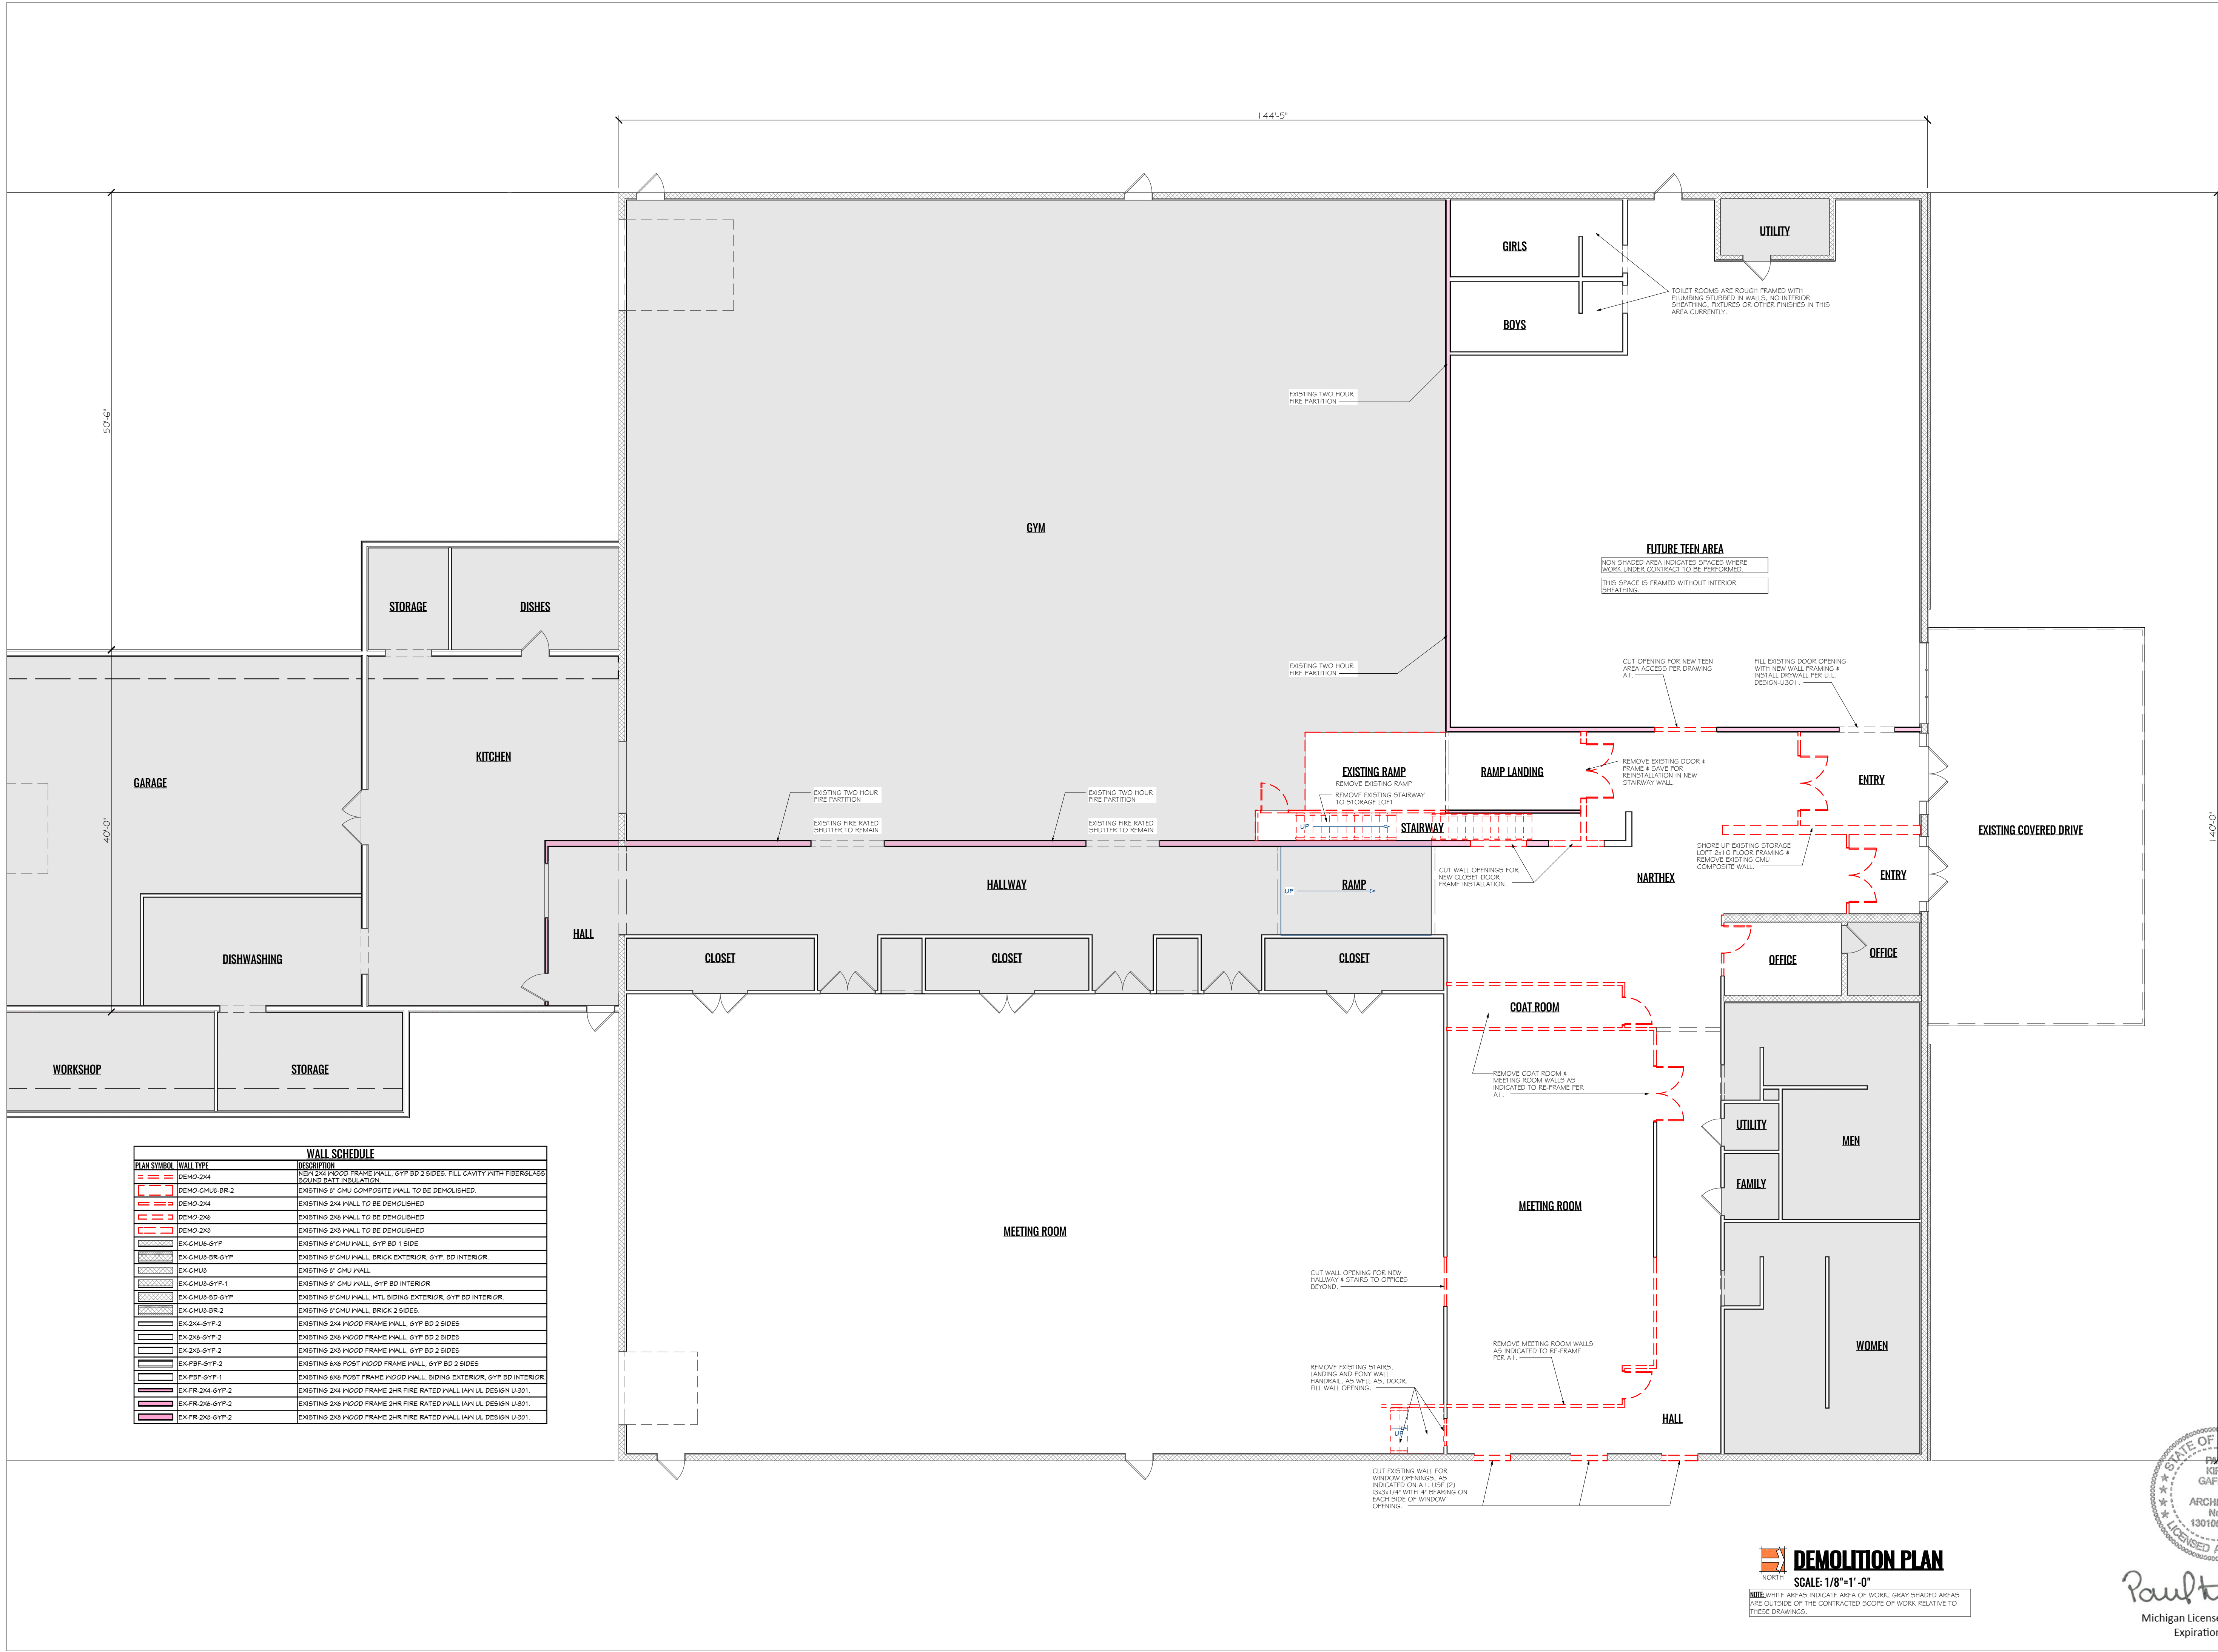 144'-5"
50'-6"
40'-0"
140'-0"
GIRLS
BOYS
UTILITY
TOILET ROOMS ARE ROUGH FRAMED WITH
PLUMBING STUBBED IN WALLS, NO INTERIOR
SHEATHING, FIXTURES OR OTHER FINISHES IN THIS
AREA CURRENTLY.
EXISTING TWO HOUR
FIRE PARTITION
GYM
FUTURE TEEN AREA
NON SHADED AREA INDICATES SPACES WHERE
WORK UNDER CONTRACT TO BE PERFORMED.
THIS SPACE IS FRAMED WITHOUT INTERIOR
SHEATHING.
STORAGE
DISHES
EXISTING TWO HOUR
FIRE PARTITION
CUT OPENING FOR NEW TEEN
AREA ACCESS PER DRAWING
A1.
FILL EXISTING DOOR OPENING
WITH NEW WALL FRAMING &
INSTALL DRYWALL PER U.L.
DESIGN-U301.
KITCHEN
GARAGE
EXISTING RAMP
REMOVE EXISTING RAMP
REMOVE EXISTING STAIRWAY
TO STORAGE LOFT
RAMP LANDING
REMOVE EXISTING DOOR &
FRAME & SAVE FOR
REINSTALLATION IN NEW
STAIRWAY WALL.
ENTRY
EXISTING TWO HOUR
FIRE PARTITION
EXISTING FIRE RATED
SHUTTER TO REMAIN
EXISTING TWO HOUR
FIRE PARTITION
EXISTING FIRE RATED
SHUTTER TO REMAIN
UP
STAIRWAY
EXISTING COVERED DRIVE
SHORE UP EXISTING STORAGE
LOFT 2x10 FLOOR FRAMING &
REMOVE EXISTING CMU
COMPOSITE WALL.
CUT WALL OPENINGS FOR
NEW CLOSET DOOR
FRAME INSTALLATION.
HALLWAY
UP
RAMP
NARTHEX
ENTRY
HALL
DISHWASHING
CLOSET
CLOSET
CLOSET
OFFICE
OFFICE
COAT ROOM
WORKSHOP
STORAGE
REMOVE COAT ROOM &
MEETING ROOM WALLS AS
INDICATED TO RE-FRAME PER
A1.
UTILITY
MEN
FAMILY
MEETING ROOM
MEETING ROOM
CUT WALL OPENING FOR NEW
HALLWAY & STAIRS TO OFFICES
BEYOND.
REMOVE MEETING ROOM WALLS
AS INDICATED TO RE-FRAME
PER A1.
WOMEN
REMOVE EXISTING STAIRS,
LANDING AND PONY WALL
HANDRAIL, AS WELL AS, DOOR.
FILL WALL OPENING.
UP
HALL
CUT EXISTING WALL FOR
WINDOW OPENINGS, AS
INDICATED ON A1. USE (2)
l3x3x1/4" WITH 4" BEARING ON
EACH SIDE OF WINDOW
OPENING.
WALL SCHEDULE
PLAN SYMBOL WALL TYPE DESCRIPTION
DEMO-2X4 NEW 2X4 WOOD FRAME WALL, GYP BD 2 SIDES. FILL CAVITY WITH FIBERGLASS
SOUND BATT INSULATION.
DEMO-CMU8-BR-2 EXISTING 8" CMU COMPOSITE WALL TO BE DEMOLISHED.
DEMO-2X4 EXISTING 2X4 WALL TO BE DEMOLISHED
DEMO-2X6 EXISTING 2X6 WALL TO BE DEMOLISHED
DEMO-2X8 EXISTING 2X8 WALL TO BE DEMOLISHED
EX-CMU6-GYP EXISTING 6"CMU WALL, GYP BD 1 SIDE
EX-CMU8-BR-GYP EXISTING 8"CMU WALL, BRICK EXTERIOR, GYP. BD INTERIOR.
EX-CMU8 EXISTING 8" CMU WALL
EX-CMU8-GYP-1 EXISTING 8" CMU WALL, GYP BD INTERIOR
EX-CMU8-SD-GYP EXISTING 8"CMU WALL, MTL SIDING EXTERIOR, GYP BD INTERIOR.
EX-CMU8-BR-2 EXISTING 8"CMU WALL, BRICK 2 SIDES.
EX-2X4-GYP-2 EXISTING 2X4 WOOD FRAME WALL, GYP BD 2 SIDES
EX-2X6-GYP-2 EXISTING 2X6 WOOD FRAME WALL, GYP BD 2 SIDES
EX-2X8-GYP-2 EXISTING 2X8 WOOD FRAME WALL, GYP BD 2 SIDES
EX-PBF-GYP-2 EXISTING 6X6 POST WOOD FRAME WALL, GYP BD 2 SIDES
EX-PBF-GYP-1 EXISTING 6X6 POST FRAME WOOD WALL, SIDING EXTERIOR, GYP BD INTERIOR
EX-FR-2X4-GYP-2 EXISTING 2X4 WOOD FRAME 2HR FIRE RATED WALL IAW UL DESIGN U-301.
EX-FR-2X6-GYP-2 EXISTING 2X6 WOOD FRAME 2HR FIRE RATED WALL IAW UL DESIGN U-301.
EX-FR-2X8-GYP-2 EXISTING 2X8 WOOD FRAME 2HR FIRE RATED WALL IAW UL DESIGN U-301.
NORTH
DEMOLITION PLAN
SCALE: 1/8"=1'-0"
NOTE: WHITE AREAS INDICATE AREA OF WORK, GRAY SHADED AREAS
ARE OUTSIDE OF THE CONTRACTED SCOPE OF WORK RELATIVE TO
THESE DRAWINGS.
STATE OF
ARCH
LICENSED
Paul
Michigan License
Expiration